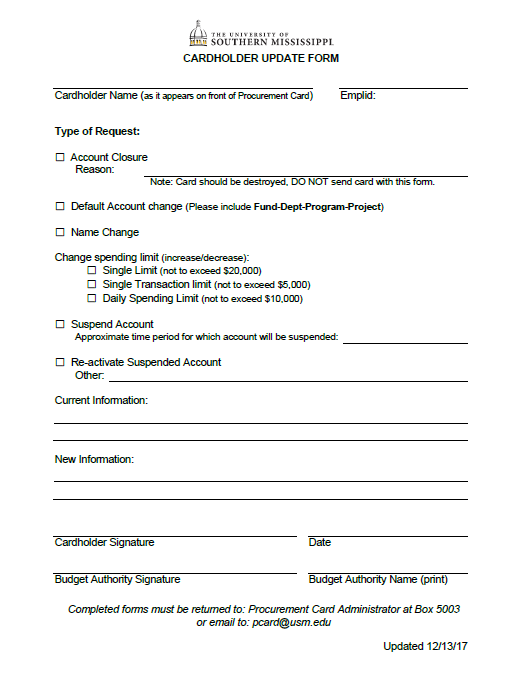 THE UNIVERSITY OF
SOUTHERN MISSISSIPPI.
CARDHOLDER UPDATE FORM
Cardholder Name (as it appears on front of Procurement Card) Emplid:
Type of Request:
☐ Account Closure
Reason:
Note: Card should be destroyed, DO NOT send card with this form.
☐ Default Account change (Please include Fund-Dept-Program-Project)
☐ Name Change
Change spending limit (increase/decrease):
☐ Single Limit (not to exceed $20,000)
☐ Single Transaction limit (not to exceed $5,000)
☐ Daily Spending Limit (not to exceed $10,000)
☐ Suspend Account
Approximate time period for which account will be suspended:
☐ Re-activate Suspended Account
Other:
Current Information:
New Information:
Cardholder Signature Date
Budget Authority Signature Budget Authority Name (print)
Completed forms must be returned to: Procurement Card Administrator at Box 5003
or email to: pcard@usm.edu
Updated 12/13/17